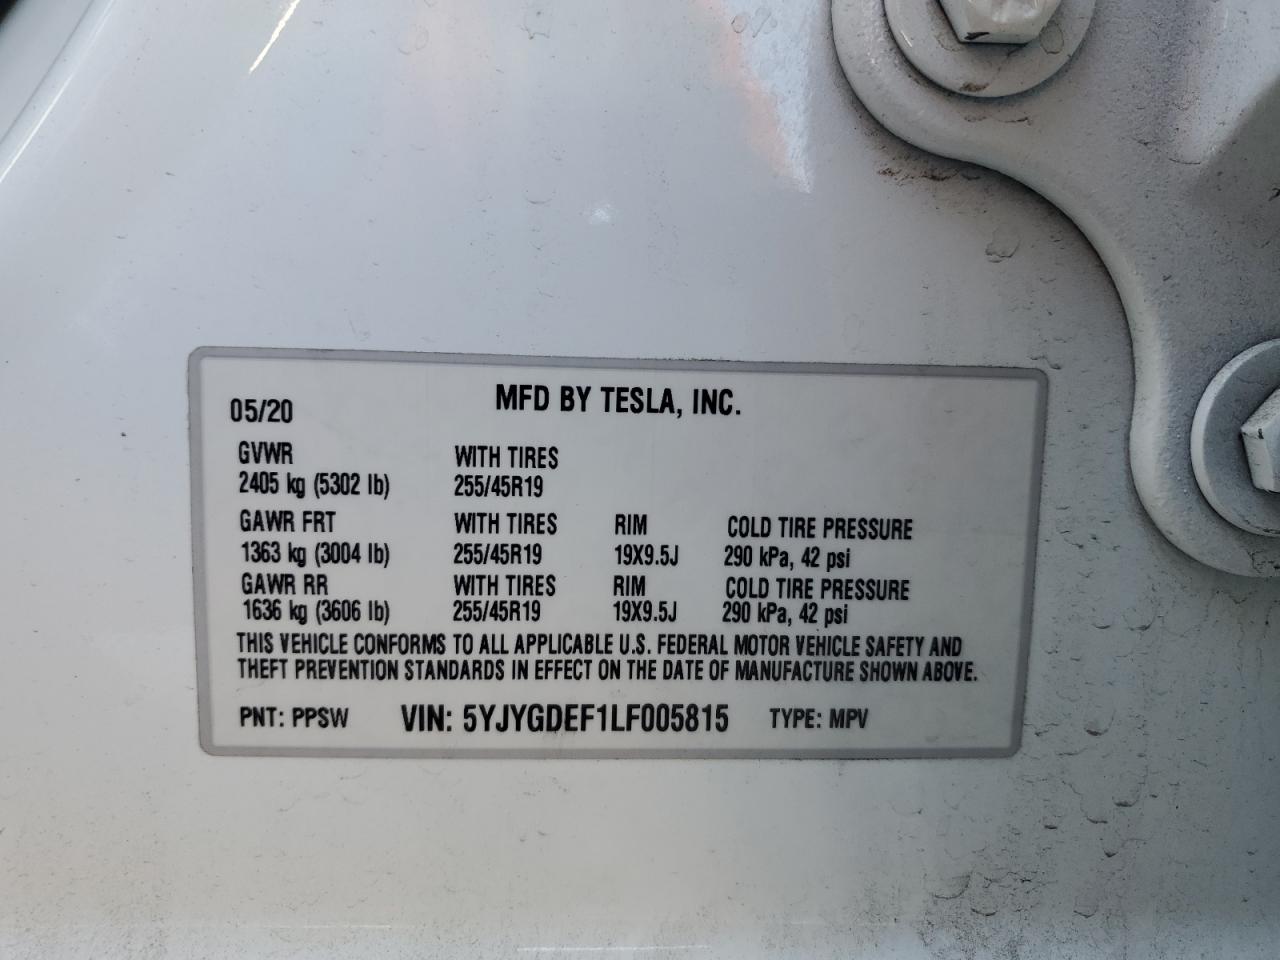 05/20 MFD BY TESLA, INC.
GVWR WITH TIRES
2405 kg (5302 lb) 255/45R19
GAWR FRT WITH TIRES RIM COLD TIRE PRESSURE
1363 kg (3004 lb) 255/45R19 19X9.5J 290 kPa, 42 psi
GAWR RR WITH TIRES RIM COLD TIRE PRESSURE
1636 kg (3606 lb) 255/45R19 19X9.5J 290 kPa, 42 psi
THIS VEHICLE CONFORMS TO ALL APPLICABLE U.S. FEDERAL MOTOR VEHICLE SAFETY AND
THEFT PREVENTION STANDARDS IN EFFECT ON THE DATE OF MANUFACTURE SHOWN ABOVE.
PNT: PPSW VIN: 5YJYGDEF1LF005815 TYPE: MPV